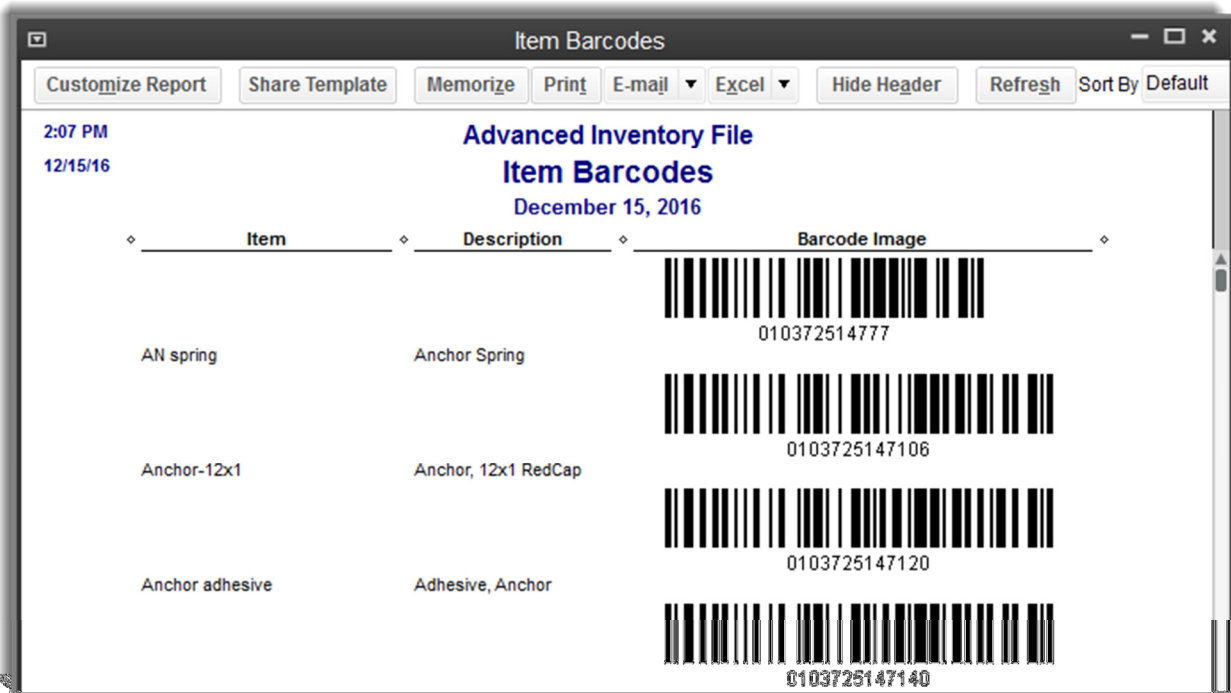 Item Barcodes
Customize Report Share Template Memorize Print E-mail Excel Hide Header Refresh Sort By Default
2:07 PM Advanced Inventory File
12/15/16 Item Barcodes
December 15, 2016
Item Description Barcode Image
010372514777
AN spring Anchor Spring
0103725147106
Anchor-12x1 Anchor, 12x1 RedCap
0103725147120
Anchor adhesive Adhesive, Anchor
0103725147140